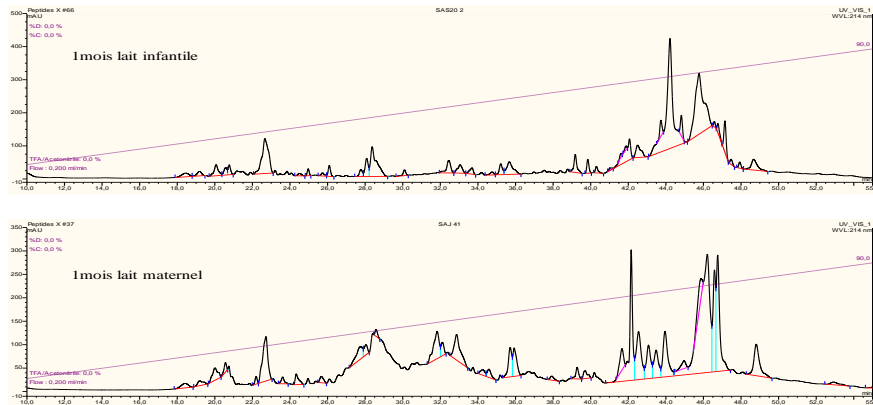 Peptides X #66 SAS20 2 UV_VIS_1
mAU WVL:214 nm
%D: 0,0 %
%C: 0,0 %
1mois lait infantile
90,0
TFA/Acetonitrile: 0,0 %
Flow : 0,200 ml/min
500
400
300
200
100
-10
10,0 12,0 14,0 16,0 18,0 20,0 22,0 24,0 26,0 28,0 30,0 32,0 34,0 36,0 38,0 40,0 42,0 44,0 46,0 48,0 50,0 52,0 55
min
Peptides X #37 SAJ 41 UV_VIS_1
mAU WVL:214 nm
%D: 0,0 %
%C: 0,0 %
1mois lait maternel
90,0
TFA/Acetonitrile: 0,0 %
Flow : 0,200 ml/min
350
300
250
200
150
100
50
-10
10,0 12,0 14,0 16,0 18,0 20,0 22,0 24,0 26,0 28,0 30,0 32,0 34,0 36,0 38,0 40,0 42,0 44,0 46,0 48,0 50,0 52,0 55
min